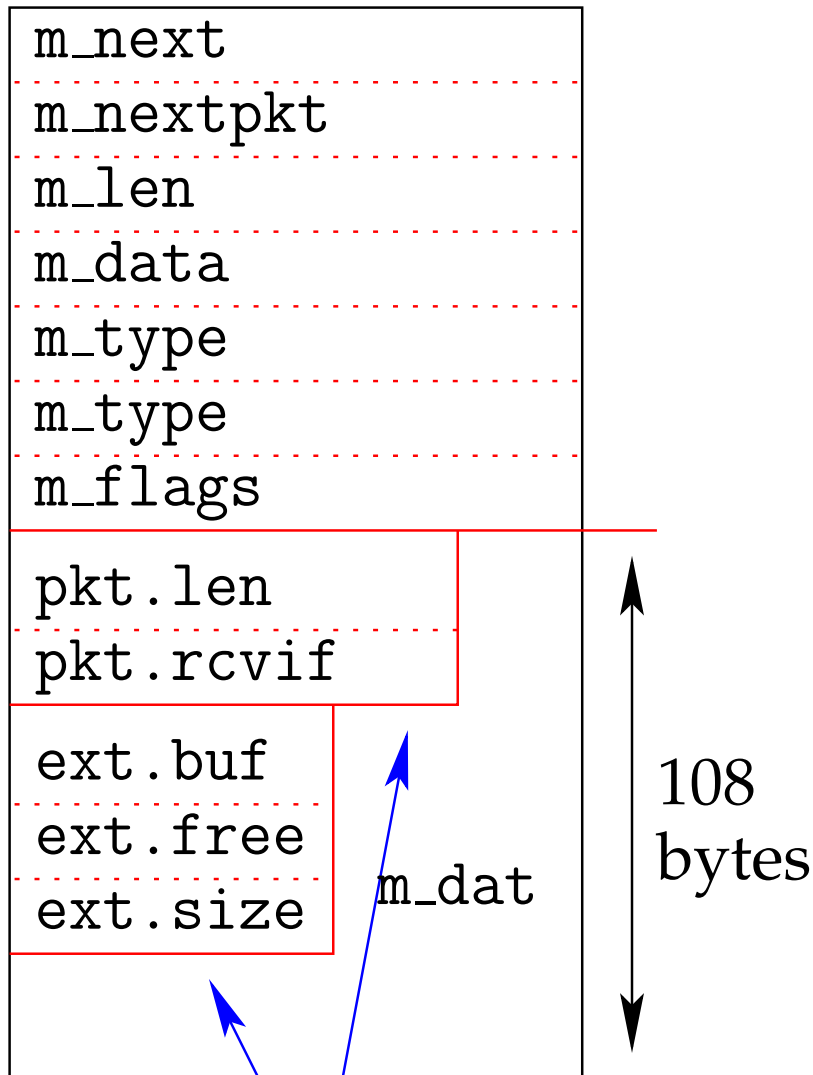 m_next
m_nextpkt
m_len
m_data
m_type
m_type
m_flags
pkt.len
pkt.rcvif
ext.buf
ext.free
ext.size
m_dat
108
bytes